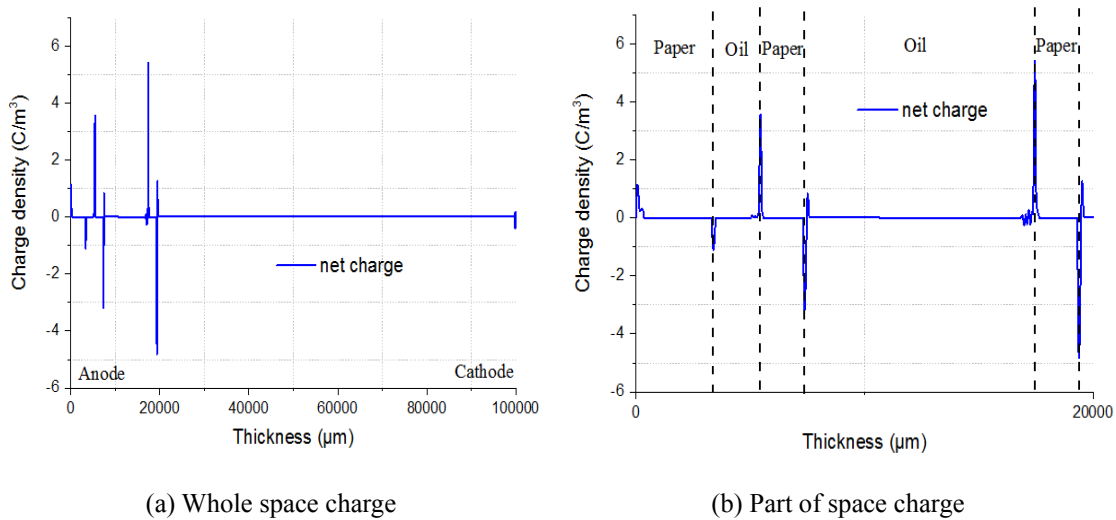 6
4
2
0
-2
-4
-6
Charge density (C/m³)
net charge
Anode
Cathode
0
20000
40000
60000
80000
100000
Thickness (μm)
(a) Whole space charge
Paper
Oil
Paper
Oil
Paper
6
4
2
0
-2
-4
-6
Charge density (C/m³)
net charge
0
20000
Thickness (μm)
(b) Part of space charge